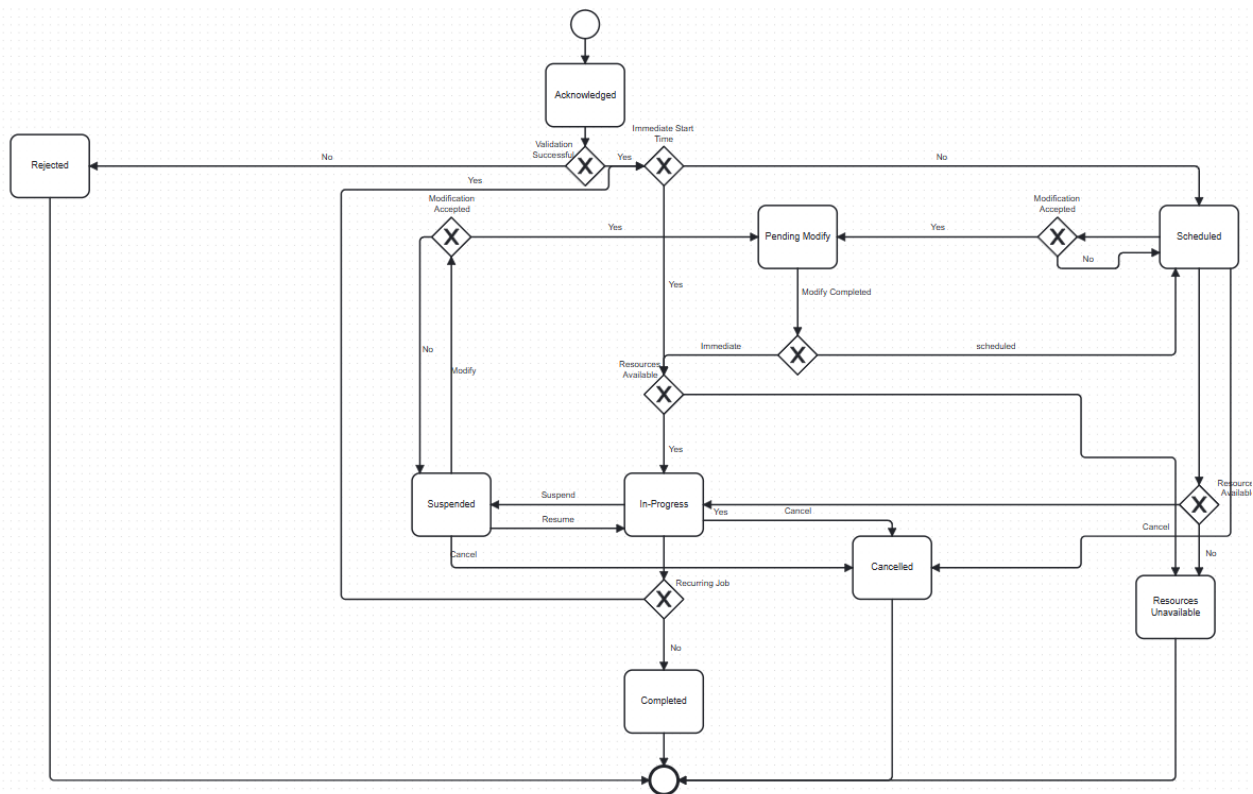 Acknowledged
Immediate Start
Time
Validation
Successful
Yes
No
No
Rejected
Yes
Modification
Accepted
Yes
Pending Modify
Yes
Modification
Accepted
Scheduled
No
Yes
Modify Completed
No
Modify
Immediate
scheduled
Resources
Available
Yes
Suspended
Suspend
Resume
In-Progress
Yes
Cancel
Resources
Available
Cancel
Cancel
No
Cancelled
Recurring Job
Resources
Unavailable
No
Completed